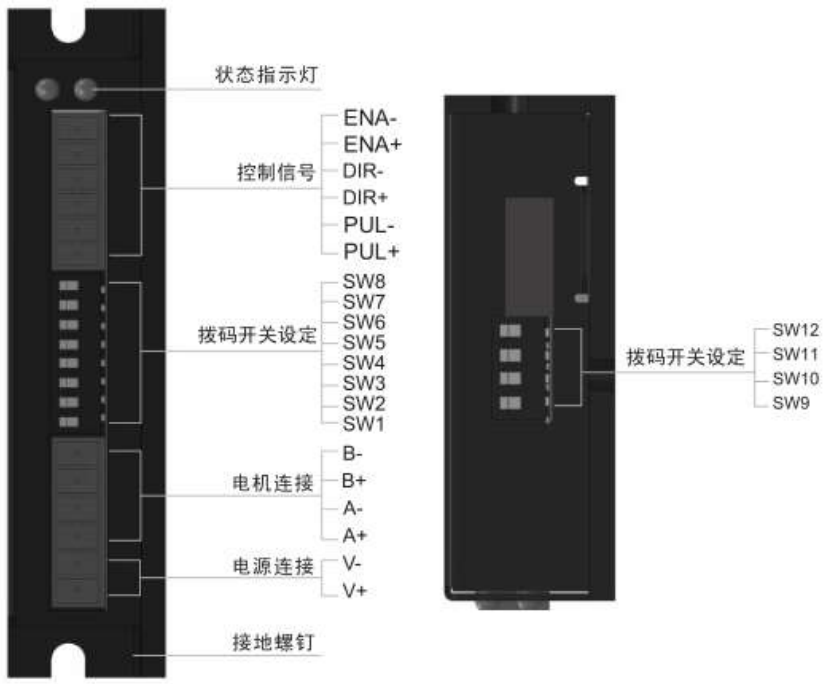 状态指示灯
控制信号
ENA-
ENA+
DIR-
DIR+
PUL-
PUL+
拨码开关设定
SW8
SW7
SW6
SW5
SW4
SW3
SW2
SW1
电机连接
B-
B+
A-
A+
电源连接
V-
V+
接地螺钉
拨码开关设定
SW12
SW11
SW10
SW9